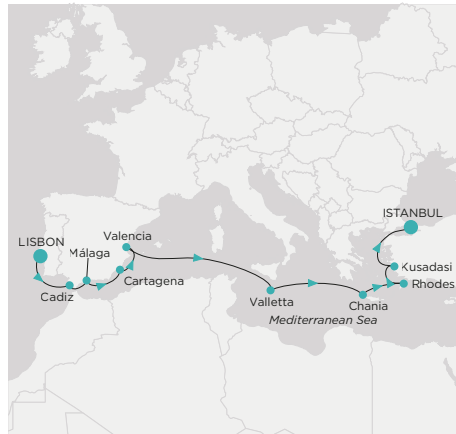 ISTANBUL
Valencia
LISBON
Málaga
Kusadasi
Cartagena
Rhodes
Cadiz
Valletta
Chania
Mediterranean Sea